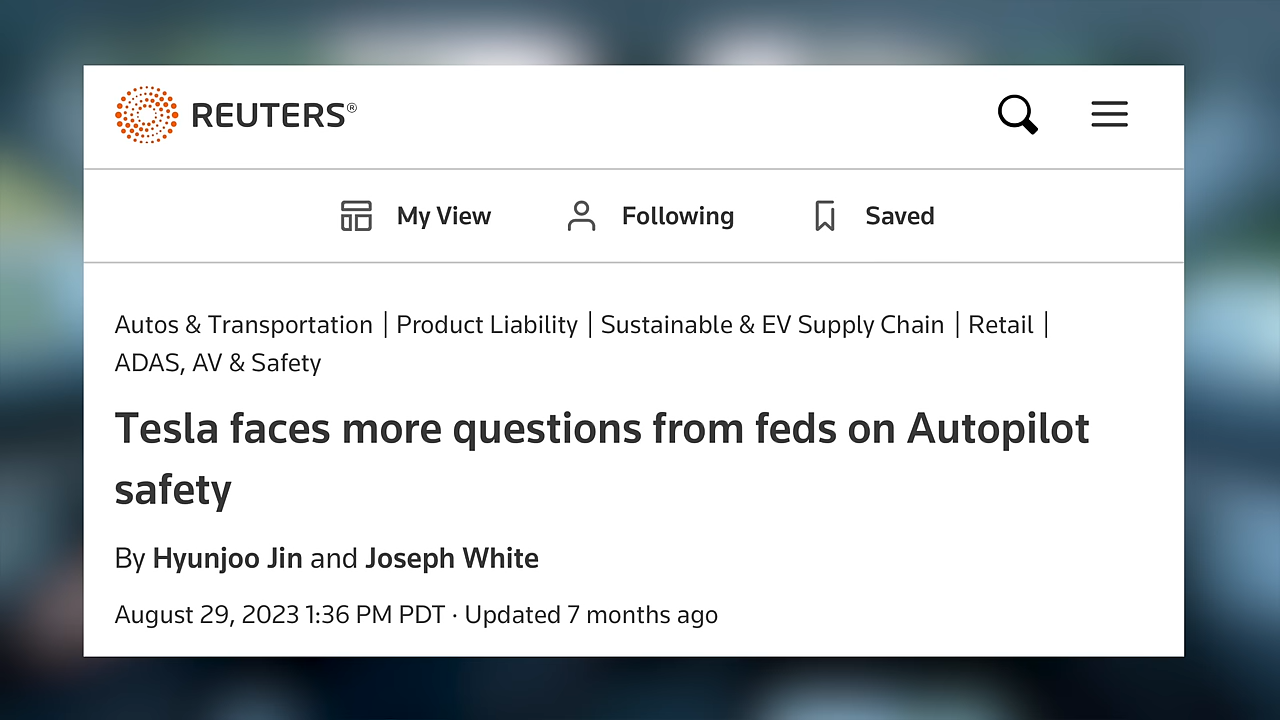 REUTERS®
My View Following Saved
Autos & Transportation | Product Liability | Sustainable & EV Supply Chain | Retail |
ADAS, AV & Safety
Tesla faces more questions from feds on Autopilot
safety
By Hyunjoo Jin and Joseph White
August 29, 2023 1:36 PM PDT · Updated 7 months ago